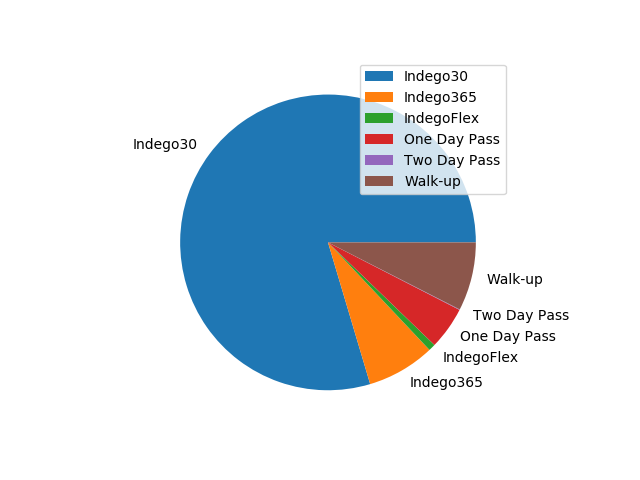 Indego30
Indego365
IndegoFlex
One Day Pass
Two Day Pass
Walk-up
Indego30
Walk-up
Two Day Pass
One Day Pass
IndegoFlex
Indego365